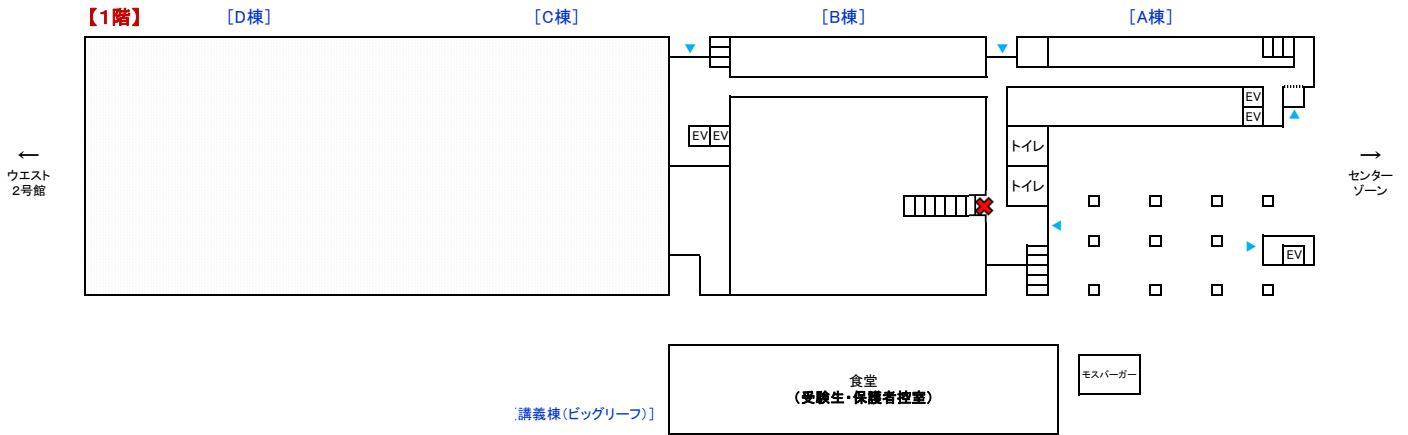 【１階】
［D棟］
［C棟］
［B棟］
［A棟］
EV
EV
EV EV
トイレ
トイレ
←
ウエスト
２号館
→
センター
ゾーン
EV
食堂
（受験生・保護者控室）
モスバーガー
［講義棟（ビッグリーフ）］